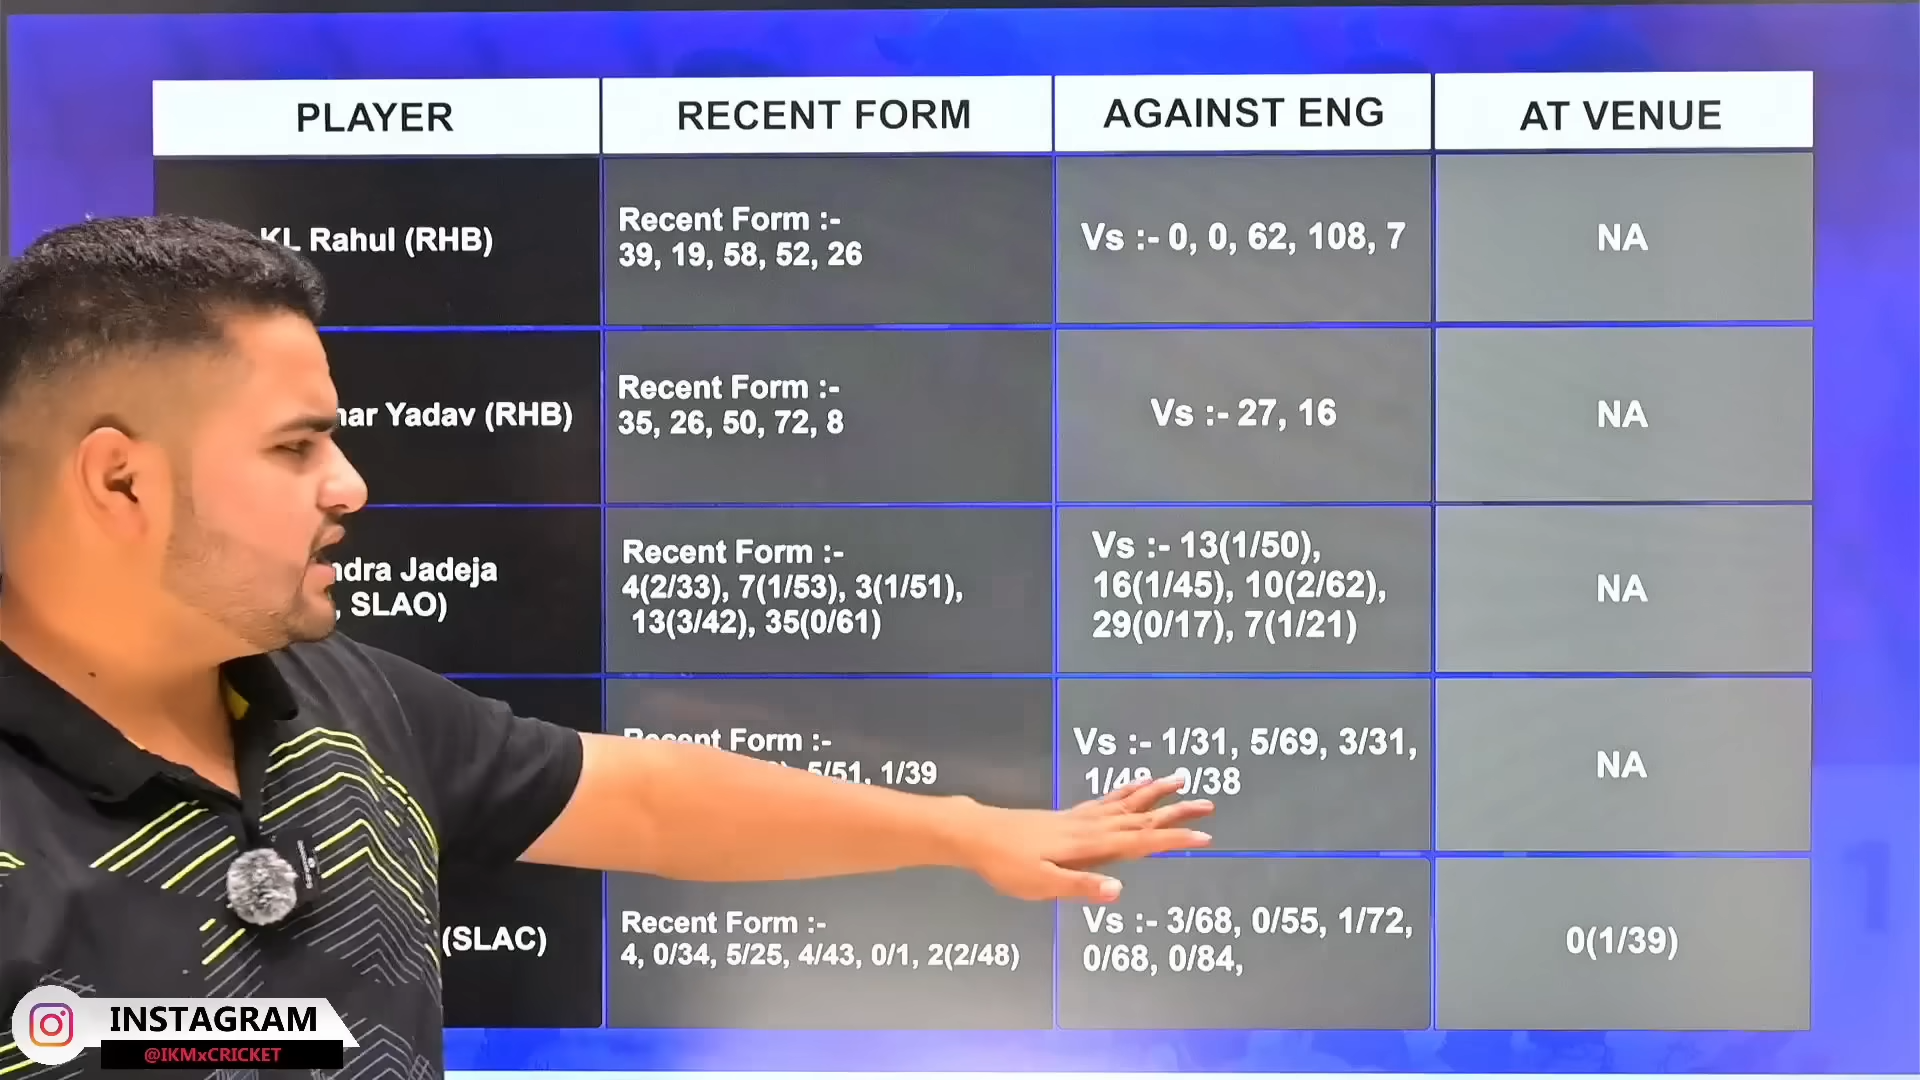 PLAYER
RECENT FORM
AGAINST ENG
AT VENUE
KL Rahul (RHB)
Recent Form :-
39, 19, 58, 52, 26
Vs :- 0, 0, 62, 108, 7
NA
Yadav (RHB)
Recent Form :-
35, 26, 50, 72, 8
Vs :- 27, 16
NA
Jadeja
SLAO)
Recent Form :-
4(2/33), 7(1/53), 3(1/51),
13(3/42), 35(0/61)
Vs :- 13(1/50),
16(1/45), 10(2/62),
29(0/17), 7(1/21)
NA
Recent Form :-
5/51, 1/39
Vs :- 1/31, 5/69, 3/31,
0/38
NA
(SLAC)
Recent Form :-
4, 0/34, 5/25, 4/43, 0/1, 2(2/48)
Vs :- 3/68, 0/55, 1/72,
0/68, 0/84,
0(1/39)
INSTAGRAM
@IKMxCRICKET